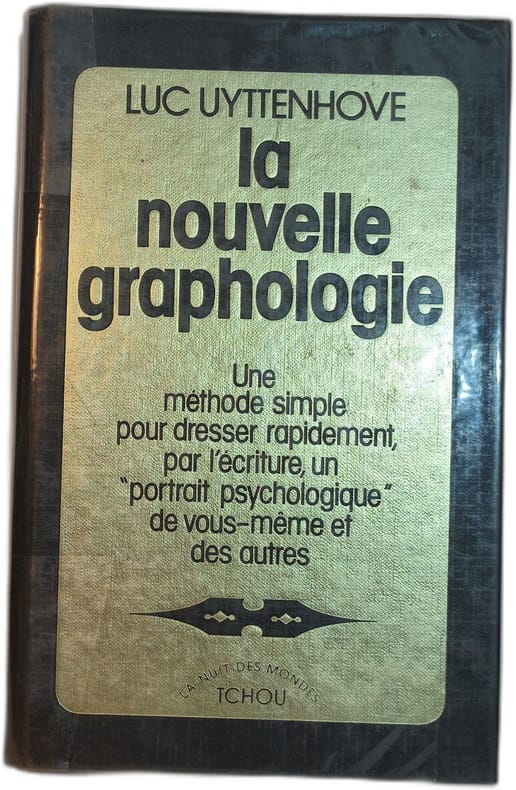 LUC UYTTENHOVE
la
nouvelle
graphologie
Une
méthode simple
pour dresser rapidement,
par l'écriture, un
"portrait psychologique"
de vous-même et
des autres
LA NUIT DES MONDES
TCHOU